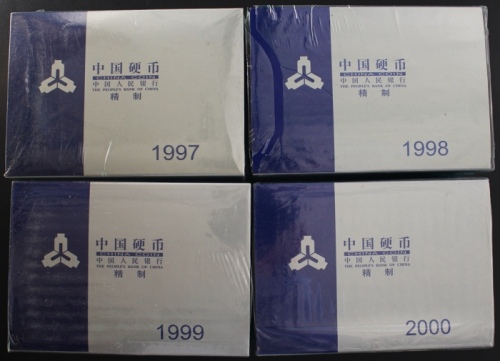 中国硬币
CHINA COIN
中国人民银行
THE PEOPLE'S BANK OF CHINA
精制
1997
中国硬币
CHINA COIN
中国人民银行
THE PEOPLE'S BANK OF CHINA
精制
1998
中国硬币
CHINA COIN
中国人民银行
THE PEOPLE'S BANK OF CHINA
精制
1999
中国硬币
CHINA COIN
中国人民银行
THE PEOPLE'S BANK OF CHINA
精制
2000